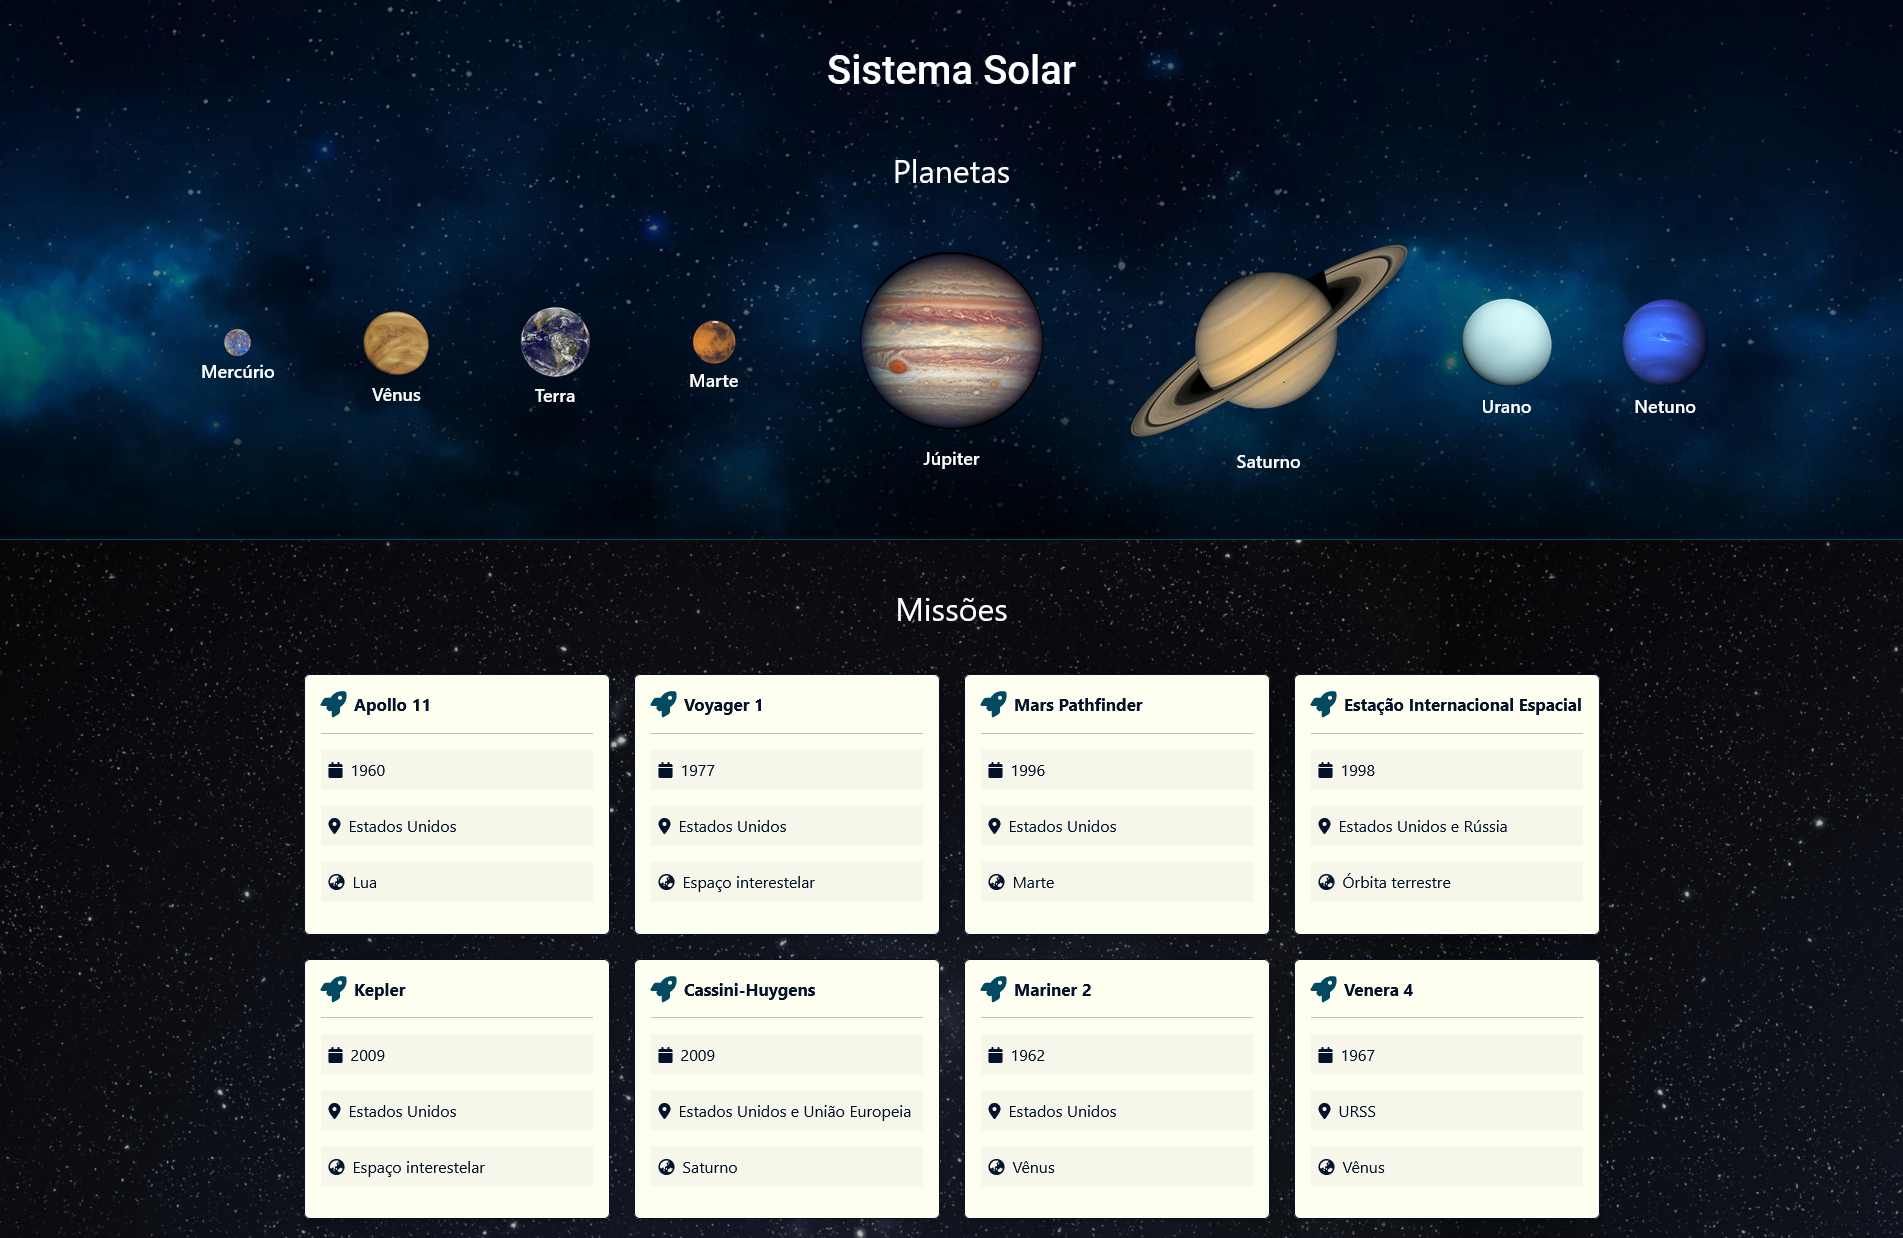 Sistema Solar
Planetas
Mercúrio
Vênus
Terra
Marte
Júpiter
Saturno
Urano
Netuno
Missões
Apollo 11
1960
Estados Unidos
Lua
Voyager 1
1977
Estados Unidos
Espaço interestelar
Mars Pathfinder
1996
Estados Unidos
Marte
Estação Internacional Espacial
1998
Estados Unidos e Rússia
Órbita terrestre
Kepler
2009
Estados Unidos
Espaço interestelar
Cassini-Huygens
2009
Estados Unidos e União Europeia
Saturno
Mariner 2
1962
Estados Unidos
Vênus
Venera 4
1967
URSS
Vênus